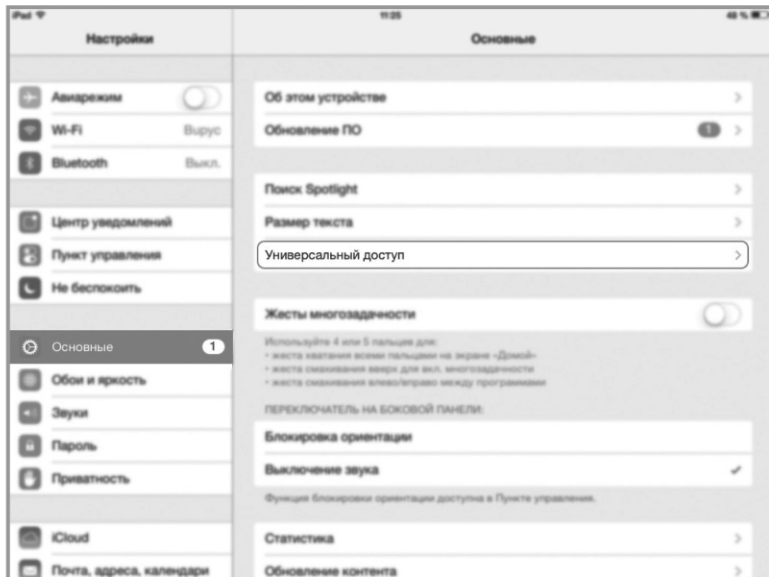 iPad
11:25
48 %
Настройки
Основные
Авиарежим
Wi-Fi
Вирус
Bluetooth
Выкл.
Центр уведомлений
Пункт управления
Не беспокоить
Основные
1
Обои и яркость
Звуки
Пароль
Приватность
iCloud
Почта, адреса, календари
Об этом устройстве
Обновление ПО
1
Поиск Spotlight
Размер текста
Универсальный доступ
Жесты многозадачности
Используйте 4 или 5 пальцев для:
• жеста хватания всеми пальцами на экране «Домой»
• жеста смахивания вверх для вкл. многозадачности
• жеста смахивания влево/вправо между программами
ПЕРЕКЛЮЧАТЕЛЬ НА БОКОВОЙ ПАНЕЛИ:
Блокировка ориентации
Выключение звука
Функция блокировки ориентации доступна в Пункте управления.
Статистика
Обновление контента